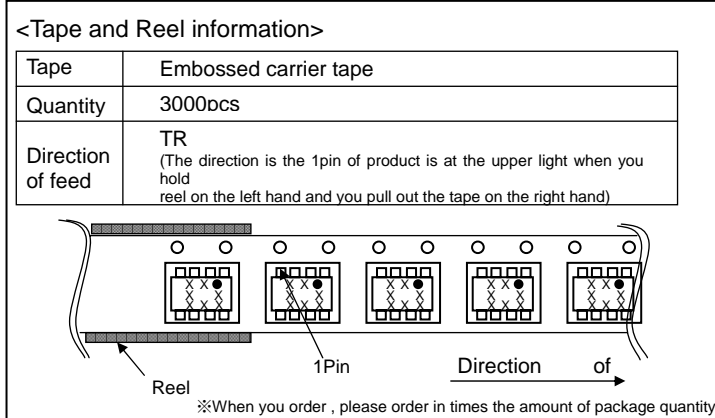 <Tape and Reel information>
Tape Embossed carrier tape
Quantity 3000pcs
Direction of feed TR
(The direction is the 1pin of product is at the upper light when you hold
reel on the left hand and you pull out the tape on the right hand)
X X
X X X
X X X
X X
X X X
X X X
X X
X X X
X X X
X X
X X X
X X X
X X
X X X
X X X
1Pin
Direction of
Reel
※When you order , please order in times the amount of package quantity